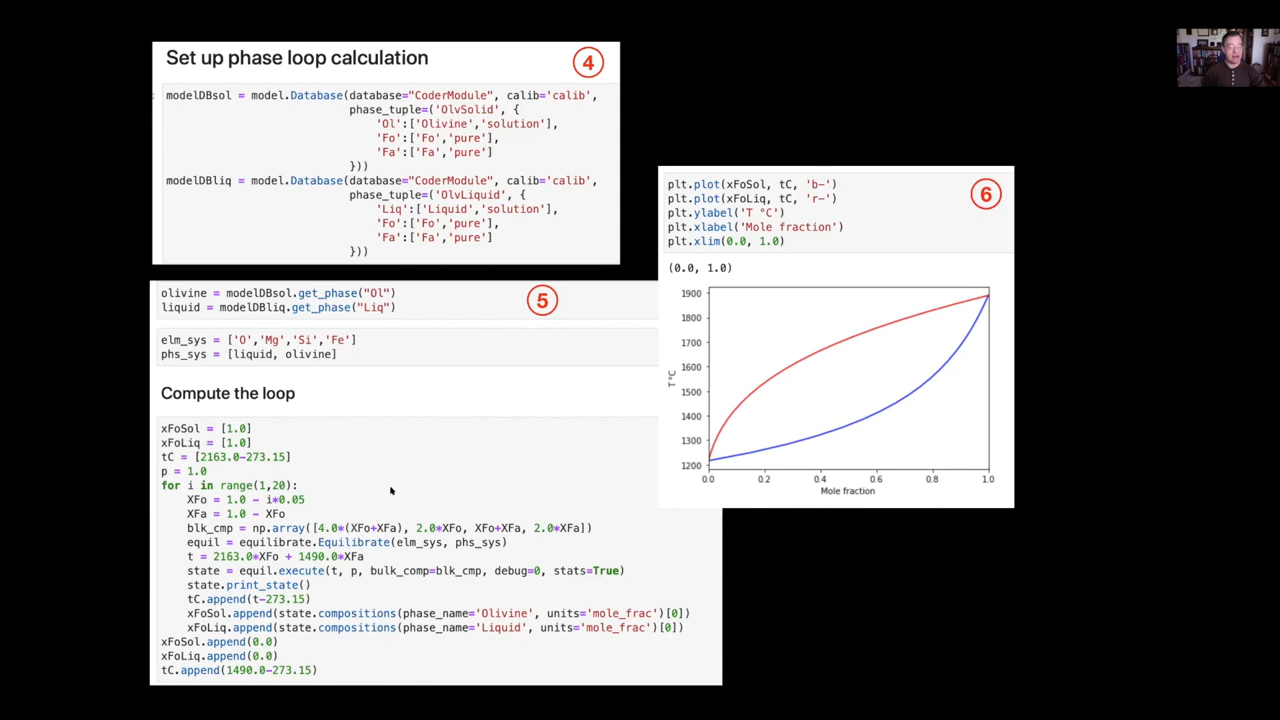 Set up phase loop calculation
④
modelDBsol = model.Database(database="CoderModule", calib='calib',
phase_tuple=('OlvSolid', {
'Ol':['Olivine','solution'],
'Fo':['Fo','pure'],
'Fa':['Fa','pure']
}))
modelDBliq = model.Database(database="CoderModule", calib='calib',
phase_tuple=('OlvLiquid', {
'Liq':['Liquid','solution'],
'Fo':['Fo','pure'],
'Fa':['Fa','pure']
}))
olivine = modelDBsol.get_phase("Ol")
liquid = modelDBliq.get_phase("Liq")
⑤
elm_sys = ['O','Mg','Si','Fe']
phs_sys = [liquid, olivine]
Compute the loop
xFoSol = [1.0]
xFoLiq = [1.0]
tC = [2163.0-273.15]
p = 1.0
for i in range(1,20):
XFo = 1.0 - i*0.05
XFa = 1.0 - XFo
blk_cmp = np.array([4.0*(XFo+XFa), 2.0*XFo, XFo+XFa, 2.0*XFa])
equil = equilibrate.Equilibrate(elm_sys, phs_sys)
t = 2163.0*XFo + 1490.0*XFa
state = equil.execute(t, p, bulk_comp=blk_cmp, debug=0, stats=True)
state.print_state()
tC.append(t-273.15)
xFoSol.append(state.compositions(phase_name='Olivine', units='mole_frac')[0])
xFoLiq.append(state.compositions(phase_name='Liquid', units='mole_frac')[0])
xFoSol.append(0.0)
xFoLiq.append(0.0)
tC.append(1490.0-273.15)
plt.plot(xFoSol, tC, 'b-')
plt.plot(xFoLiq, tC, 'r-')
plt.ylabel('T °C')
plt.xlabel('Mole fraction')
plt.xlim(0.0, 1.0)
⑥
(0.0, 1.0)
1900
1800
1700
1600
1500
1400
1300
1200
T °C
0.0 0.2 0.4 0.6 0.8 1.0
Mole fraction